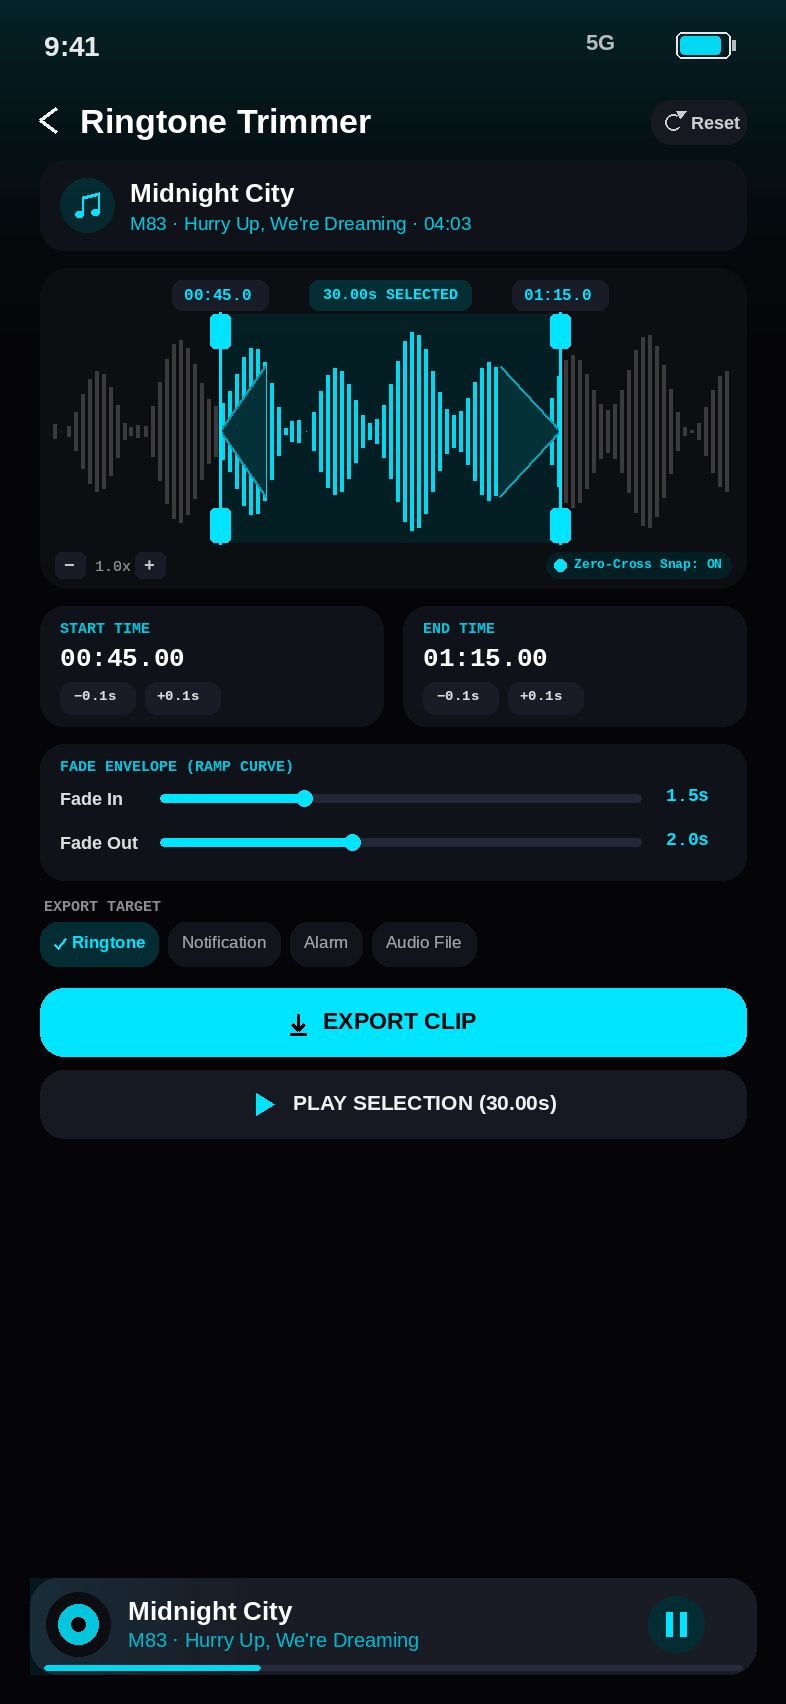 9:41
5G
Ringtone Trimmer
Reset
Midnight City
M83 · Hurry Up, We're Dreaming · 04:03
00:45.0
30.00s SELECTED
01:15.0
− 1.0x +
Zero-Cross Snap: ON
START TIME
00:45.00
−0.1s
+0.1s
END TIME
01:15.00
−0.1s
+0.1s
FADE ENVELOPE (RAMP CURVE)
Fade In
1.5s
Fade Out
2.0s
EXPORT TARGET
Ringtone
Notification
Alarm
Audio File
EXPORT CLIP
PLAY SELECTION (30.00s)
Midnight City
M83 · Hurry Up, We're Dreaming